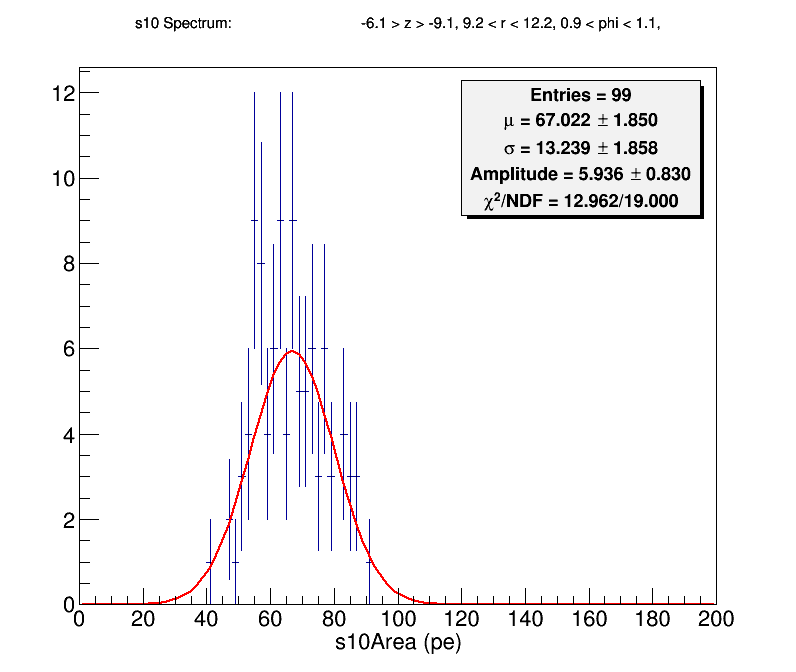 s10 Spectrum: -6.1 > z > -9.1, 9.2 < r < 12.2, 0.9 < phi < 1.1,
Entries = 99
μ = 67.022 ± 1.850
σ = 13.239 ± 1.858
Amplitude = 5.936 ± 0.830
χ²/NDF = 12.962/19.000
12
10
8
6
4
2
0
0 20 40 60 80 100 120 140 160 180 200
s10Area (pe)